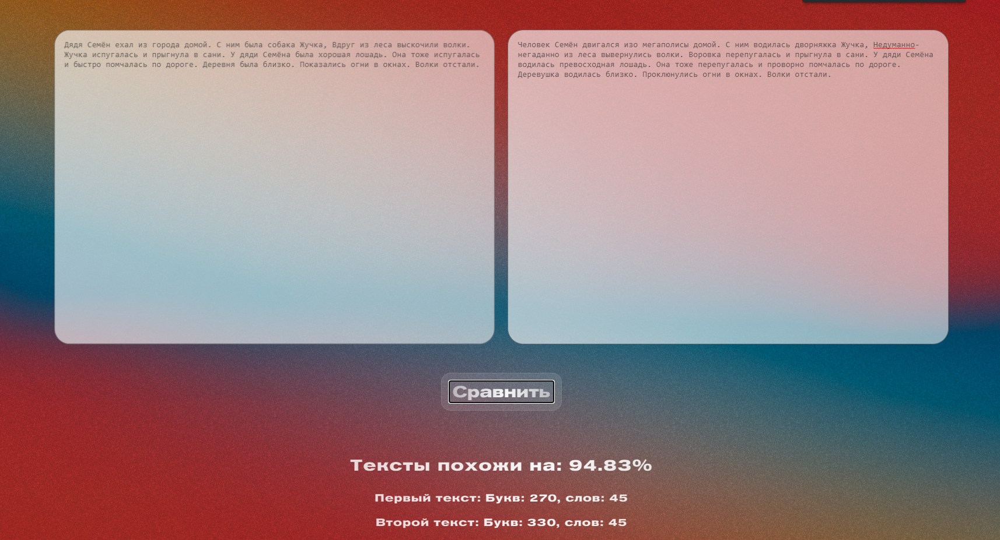 Дядя Семён ехал из города домой. С ним была собака Жучка, Вдруг из леса выскочили волки.
Жучка испугалась и прыгнула в сани. У дяди Семёна была хорошая лошадь. Она тоже испугалась
и быстро помчалась по дороге. Деревня была близко. Показались огни в окнах. Волки отстали.
Человек Семён двигался изо мегаполисы домой. С ним водилась дворняжка Жучка, Недуманно-
негаданно из леса вывернулись волки. Воровка перепугалась и прыгнула в сани. У дяди Семёна
водилась превосходная лошадь. Она тоже перепугалась и проворно помчалась по дороге.
Деревушка водилась близко. Проклюнулись огни в окнах. Волки отстали.
Сравнить
Тексты похожи на: 94.83%
Первый текст: Букв: 270, слов: 45
Второй текст: Букв: 330, слов: 45